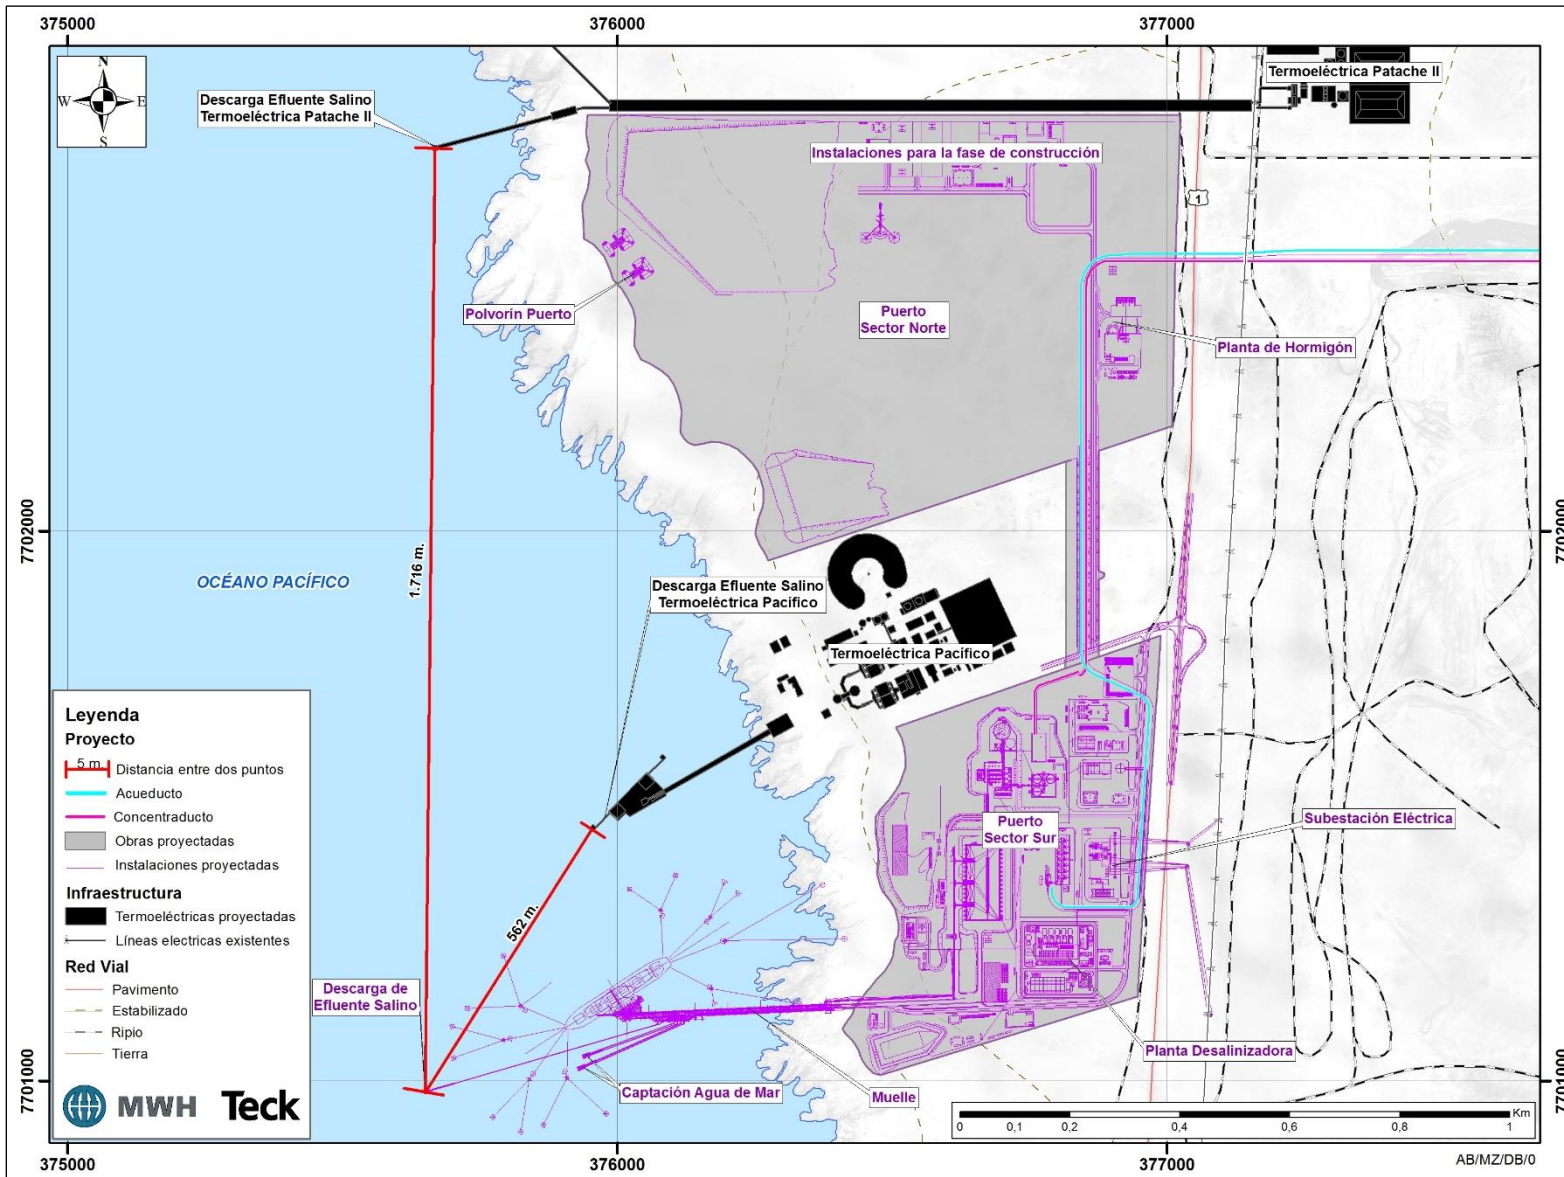 375000
376000
377000
N
W
E
S
Descarga Efluente Salino
Termoeléctrica Patache II
Termoeléctrica Patache II
Instalaciones para la fase de construcción
1
Polvorín Puerto
Puerto
Sector Norte
Planta de Hormigón
7702000
7702000
1.716 m.
OCÉANO PACÍFICO
Descarga Efluente Salino
Termoeléctrica Pacífico
Termoeléctrica Pacífico
Puerto
Sector Sur
Subestación Eléctrica
562 m.
Descarga de
Efluente Salino
Planta Desalinizadora
Captación Agua de Mar
Muelle
7701000
7701000
Leyenda
Proyecto
5 m.
Distancia entre dos puntos
Acueducto
Concentraducto
Obras proyectadas
Instalaciones proyectadas
Infraestructura
Termoeléctricas proyectadas
Líneas electricas existentes
Red Vial
Pavimento
Estabilizado
Ripio
Tierra
MWH
Teck
Km
0
0,1
0,2
0,4
0,6
0,8
1
375000
376000
377000
AB/MZ/DB/0